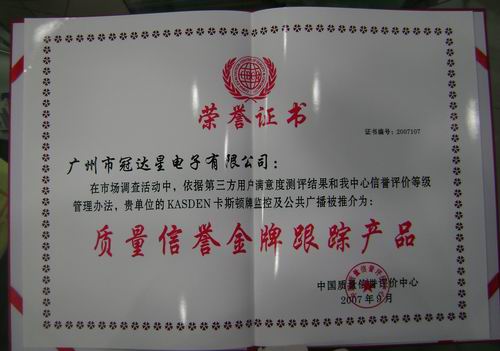 荣誉证书
证书编号：2007107
广州市冠达星电子有限公司：
在市场调查活动中，依据第三方用户满意度测评结果和我中心信誉评价等级
管理办法，贵单位的KASDEN卡斯顿牌监控及公共广播被推介为：
质量信誉金牌跟踪产品
中国质量信誉评价中心
2007年9月